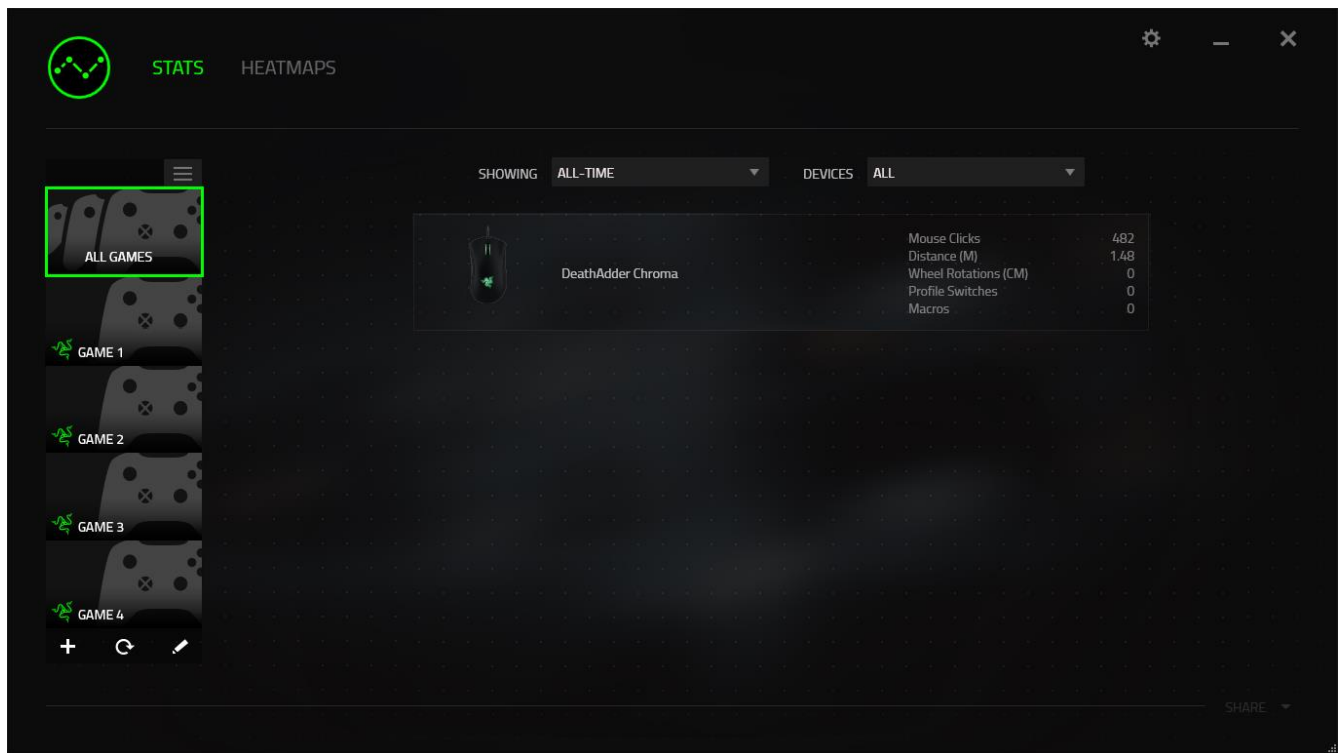 STATS HEATMAPS
SHOWING ALL-TIME DEVICES ALL
ALL GAMES
GAME 1
GAME 2
GAME 3
GAME 4
DeathAdder Chroma
Mouse Clicks 482
Distance (M) 1.48
Wheel Rotations (CM) 0
Profile Switches 0
Macros 0
SHARE